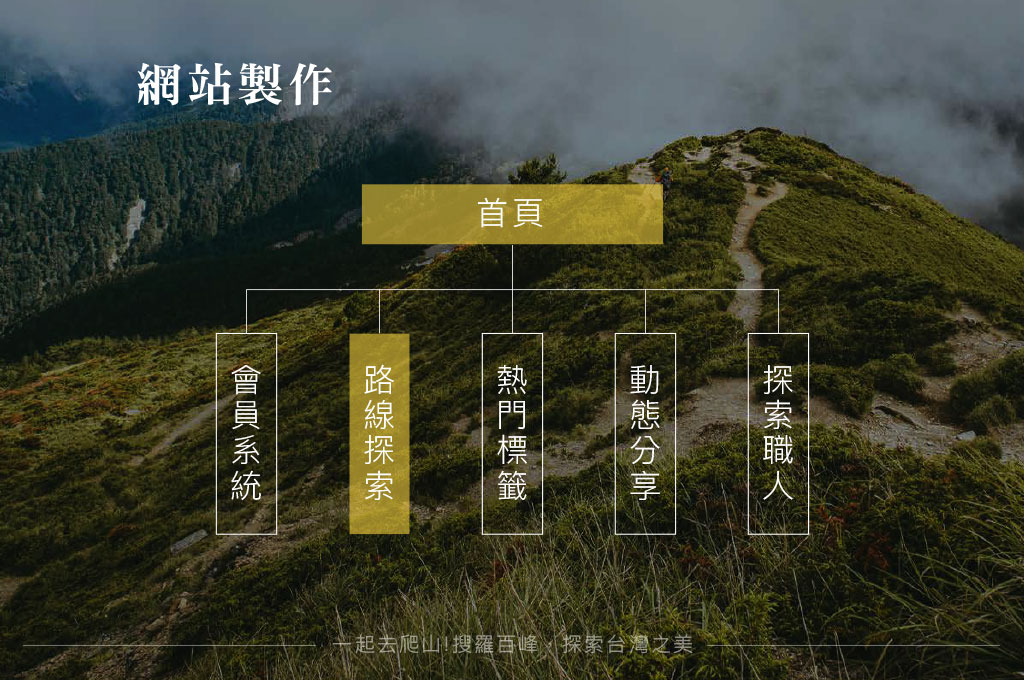 網站製作
首頁
會員系統
路線探索
熱門標籤
動態分享
探索職人
一起去爬山!搜羅百峰，探索台灣之美